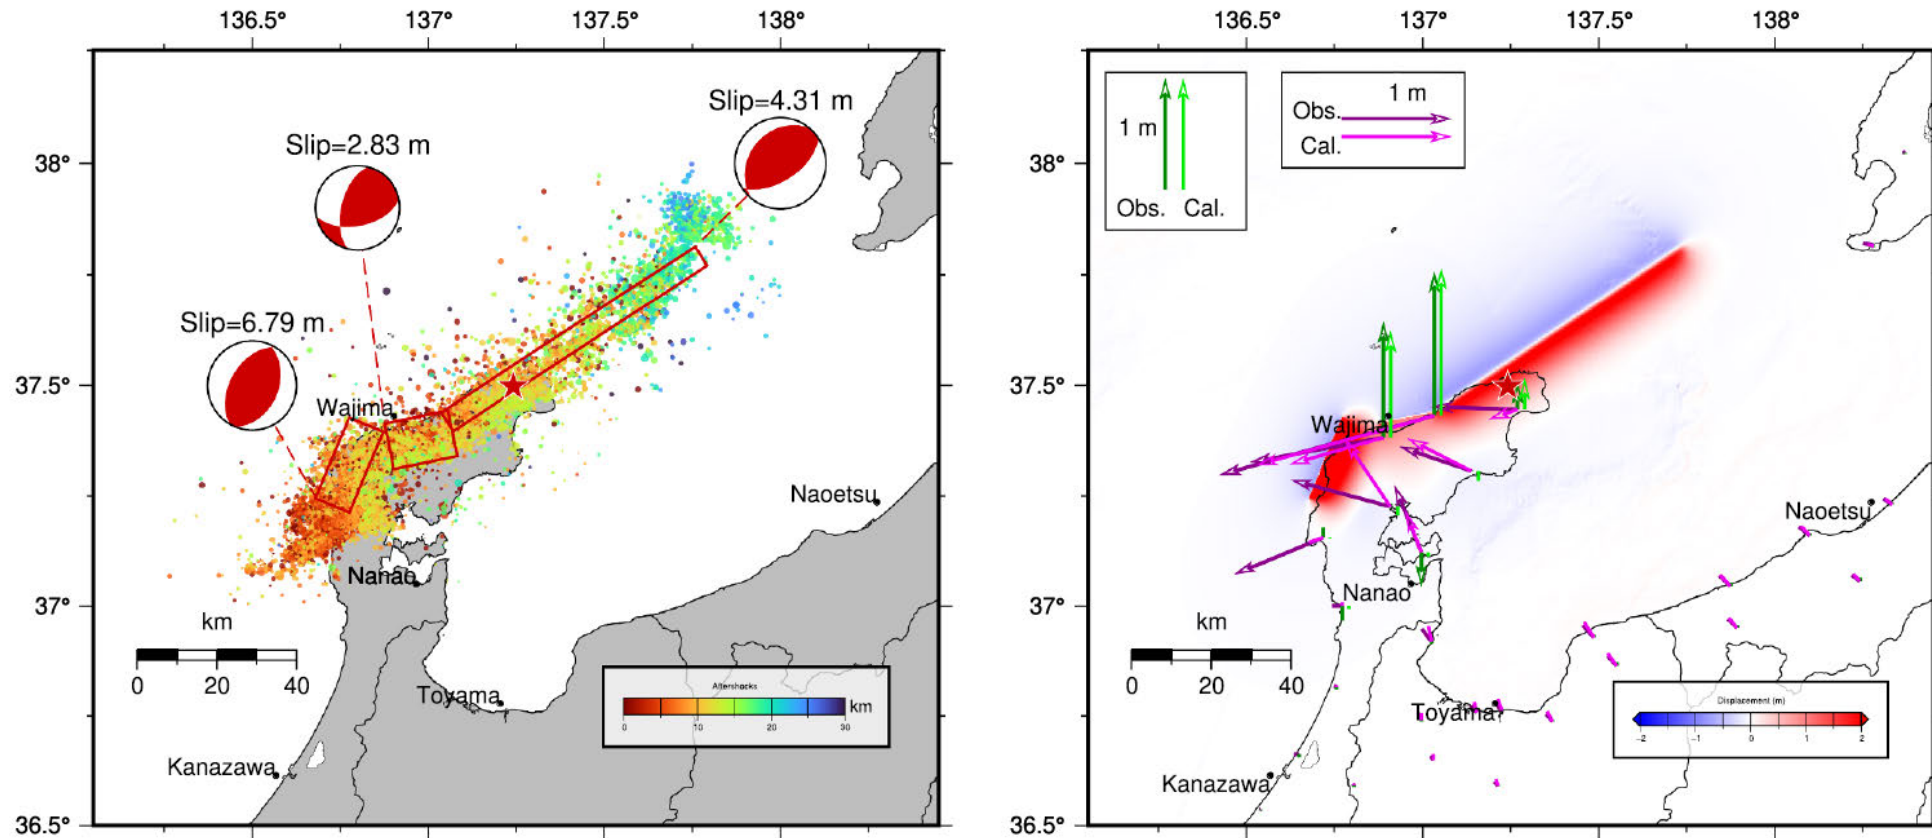 136.5° 137° 137.5° 138°
Slip=4.31 m
Slip=2.83 m
38°
Slip=6.79 m
37.5°
Wajima
Naoetsu
Nanao
37°
km
0 20 40
Toyama
Aftershocks
km
0 10 20 30
Kanazawa
36.5°
136.5° 137° 137.5° 138°
1 m
Obs. Cal.
1 m
Obs.
Cal.
38°
37.5°
Wajima
Naoetsu
Nanao
37°
km
0 20 40
Toyama
Displacement (m)
−2 −1 0 1 2
Kanazawa
36.5°